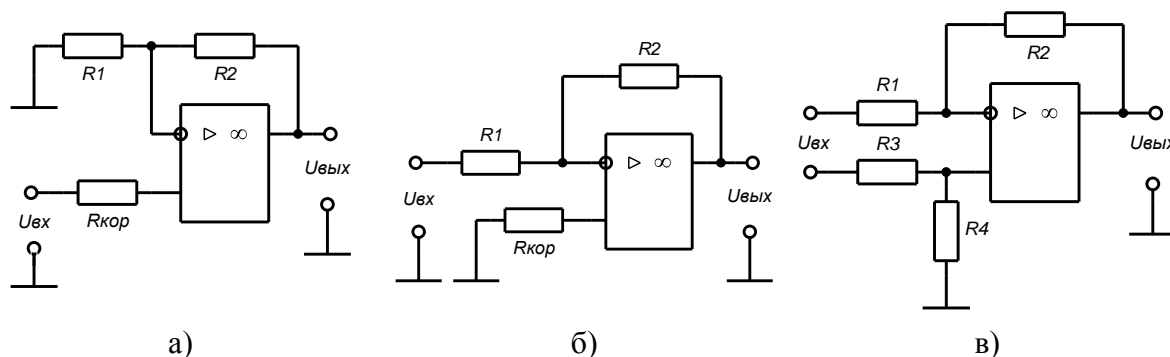 R1
R2
▷ ∞
Uвх
Rкор
Uвых
а)
R2
R1
▷ ∞
Uвх
Rкор
Uвых
б)
R2
R1
▷ ∞
Uвх
R3
Uвых
R4
в)